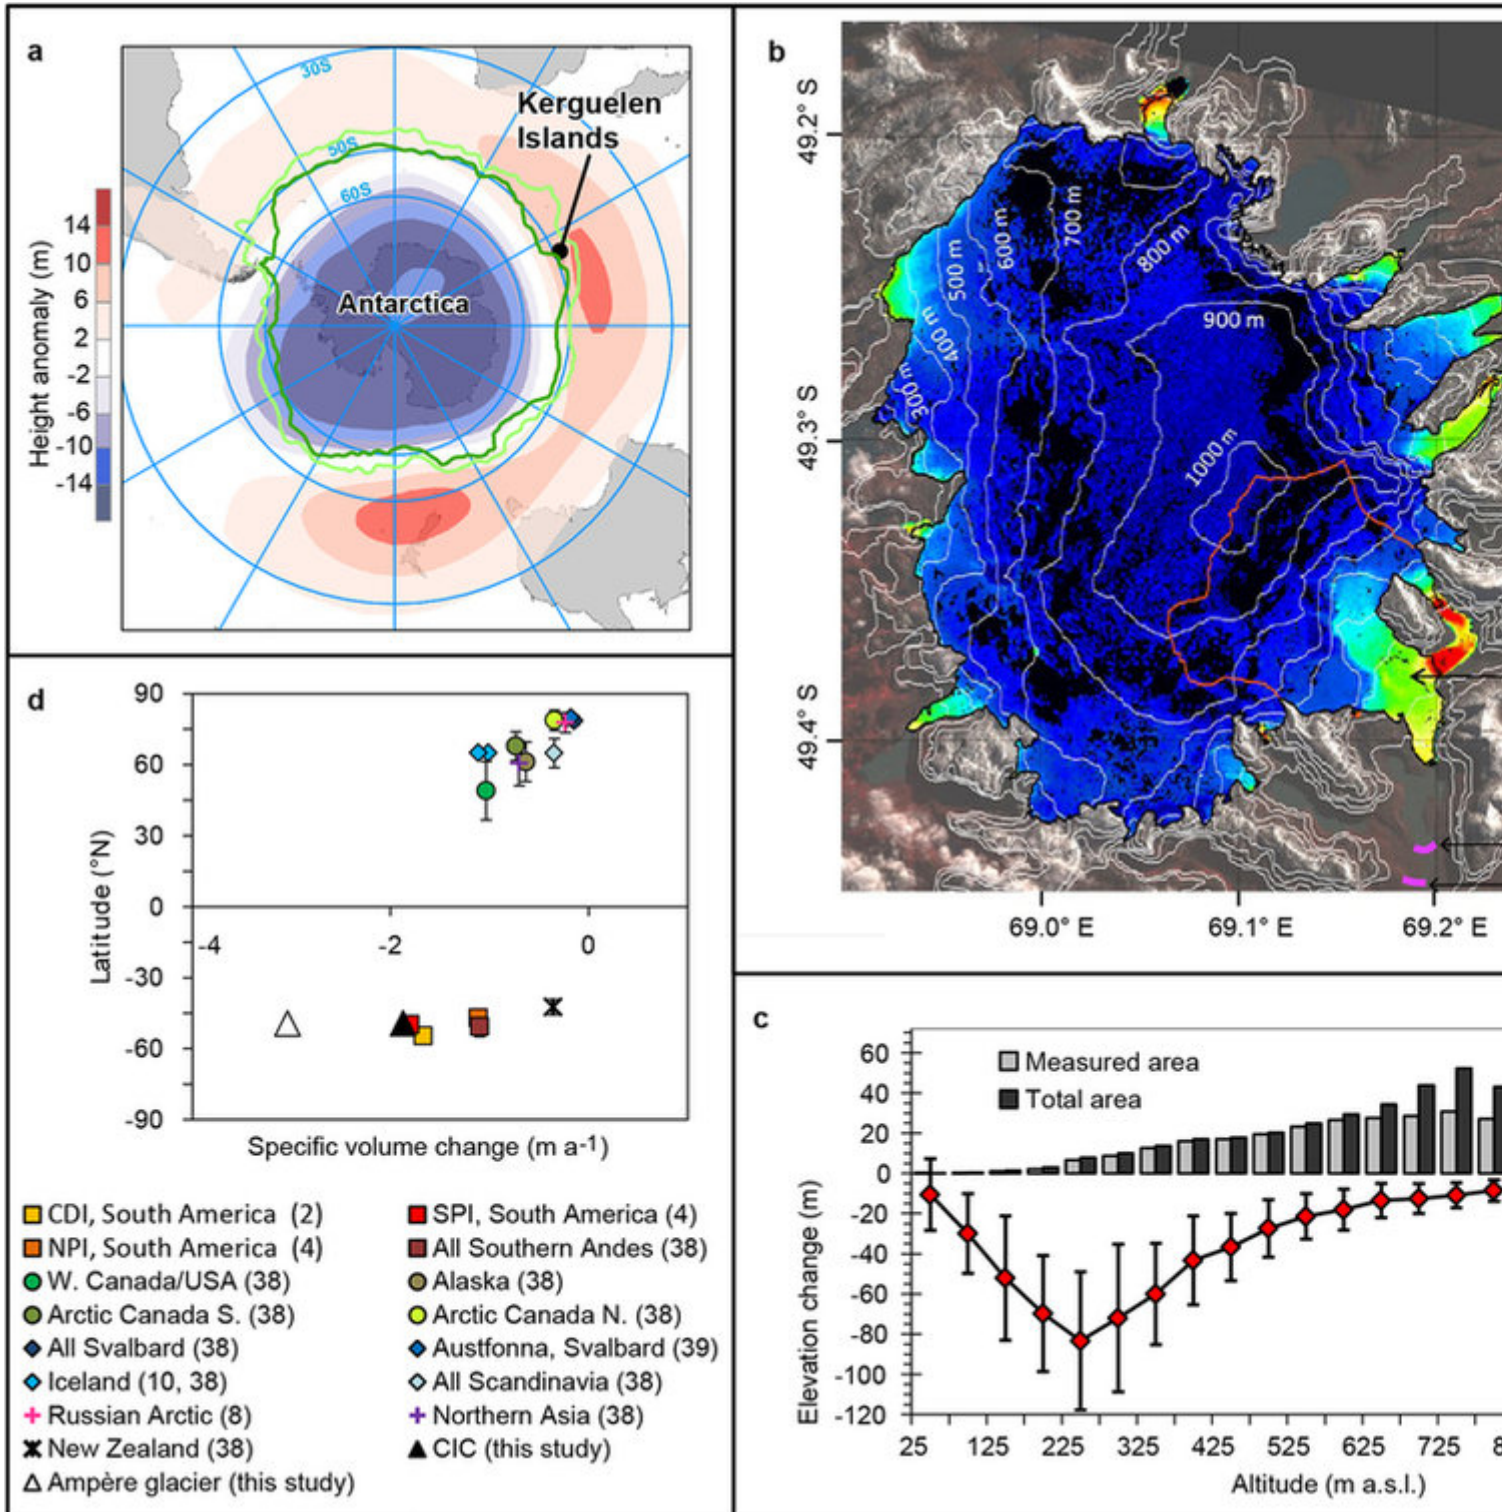 a
30S
Kerguelen
Islands
50S
60S
Antarctica
Height anomaly (m)
14
10
6
2
-2
-6
-10
-14
b
49.2° S
49.3° S
49.4° S
300 m
400 m
500 m
600 m
700 m
800 m
900 m
1000 m
69.0° E
69.1° E
69.2° E
d
Latitude (°N)
90
60
30
0
-30
-60
-90
-4
-2
0
Specific volume change (m a-1)
CDI, South America (2)
SPI, South America (4)
NPI, South America (4)
All Southern Andes (38)
W. Canada/USA (38)
Alaska (38)
Arctic Canada S. (38)
Arctic Canada N. (38)
All Svalbard (38)
Austfonna, Svalbard (39)
Iceland (10, 38)
All Scandinavia (38)
Russian Arctic (8)
Northern Asia (38)
New Zealand (38)
CIC (this study)
Ampère glacier (this study)
c
Measured area
Total area
Elevation change (m)
60
40
20
0
-20
-40
-60
-80
-100
-120
25 125 225 325 425 525 625 725 8
Altitude (m a.s.l.)